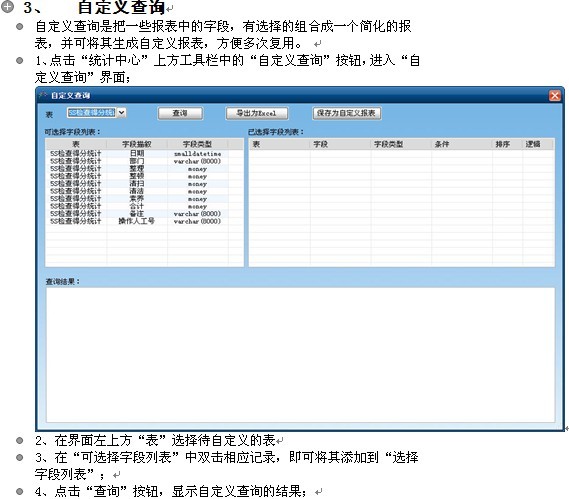 3、 自定义查询
自定义查询是把一些报表中的字段，有选择的组合成一个简化的报
表，并可将其生成自定义报表，方便多次复用。
1、点击“统计中心”上方工具栏中的“自定义查询”按钮，进入“自
定义查询”界面；
自定义查询
表 5S检查得分统 查询 导出为Excel 保存为自定义报表
可选择字段列表： 已选择字段列表：
表 字段描叙 字段类型 表 字段 字段类型 条件 排序 逻辑
5S检查得分统计 日期 smalldatetime
5S检查得分统计 部门 varchar(8000)
5S检查得分统计 整理 money
5S检查得分统计 整顿 money
5S检查得分统计 清扫 money
5S检查得分统计 清洁 money
5S检查得分统计 素养 money
5S检查得分统计 合计 money
5S检查得分统计 备注 varchar(8000)
5S检查得分统计 操作人工号 varchar(8000)
查询结果：
2、在界面左上方“表”选择待自定义的表
3、在“可选择字段列表”中双击相应记录，即可将其添加到“选择
字段列表”；
4、点击“查询”按钮，显示自定义查询的结果；